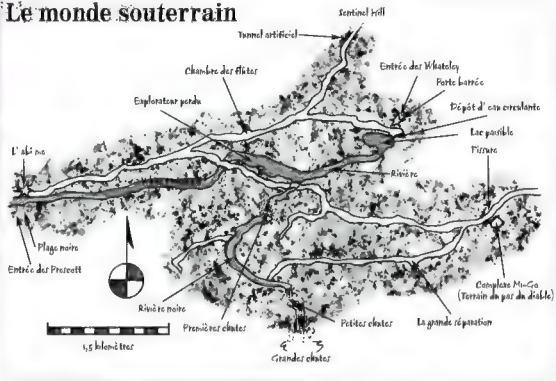 Le monde souterrain
Sentinel Hill
Tunnel artificiel
Chambre des flûtes
Entrée des Whateley
Porte barrée
Explorateur perdu
Dépôt d'eau circulante
Lac paisible
L'abîme
Fissure
Rivière
Plage noire
Entrée des Prescott
Complexe Mi-Go
(Terrain du pas du diable)
Rivière noire
Premières chutes
Petites chutes
La grande séparation
1,5 kilomètres
Grandes chutes